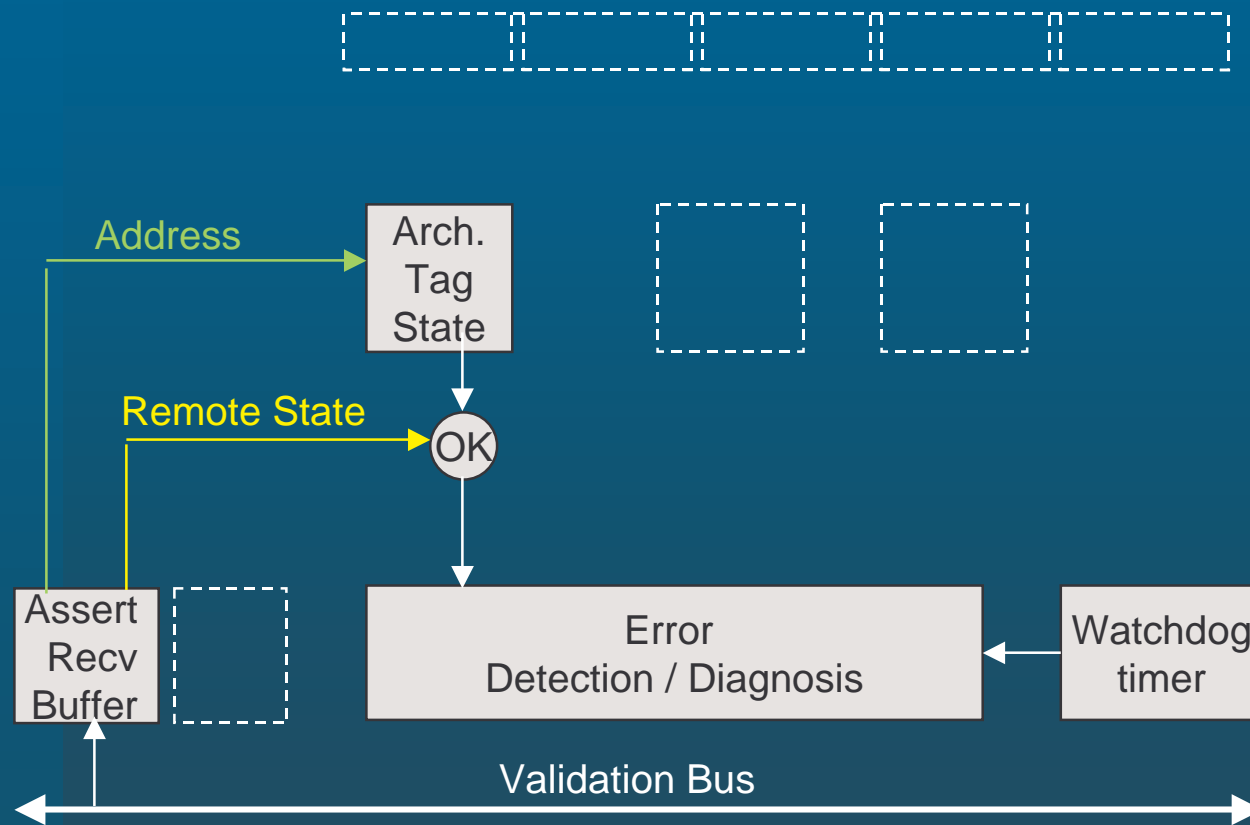 Address
Arch.
Tag
State
Remote State
OK
Assert
Recv
Buffer
Error
Detection / Diagnosis
Watchdog
timer
Validation Bus